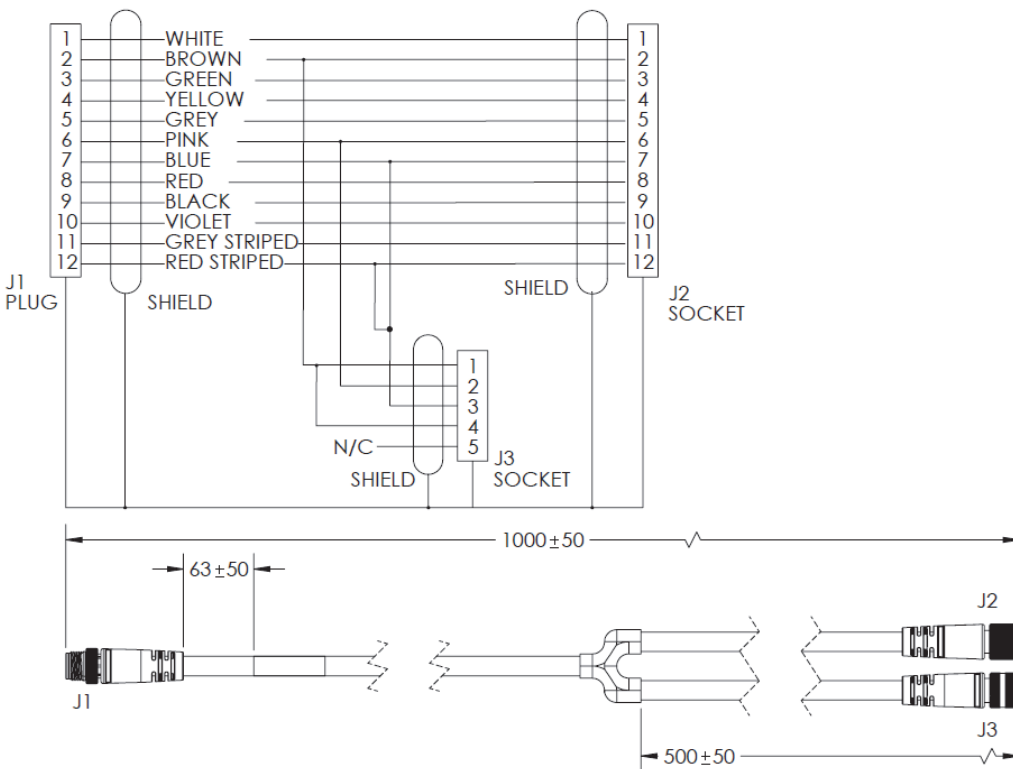 1 WHITE 1
2 BROWN 2
3 GREEN 3
4 YELLOW 4
5 GREY 5
6 PINK 6
7 BLUE 7
8 RED 8
9 BLACK 9
10 VIOLET 10
11 GREY STRIPED 11
12 RED STRIPED 12
J1
PLUG
SHIELD
SHIELD
J2
SOCKET
1
2
3
4
N/C 5
SHIELD
J3
SOCKET
1000±50
63±50
J2
J1
J3
500±50